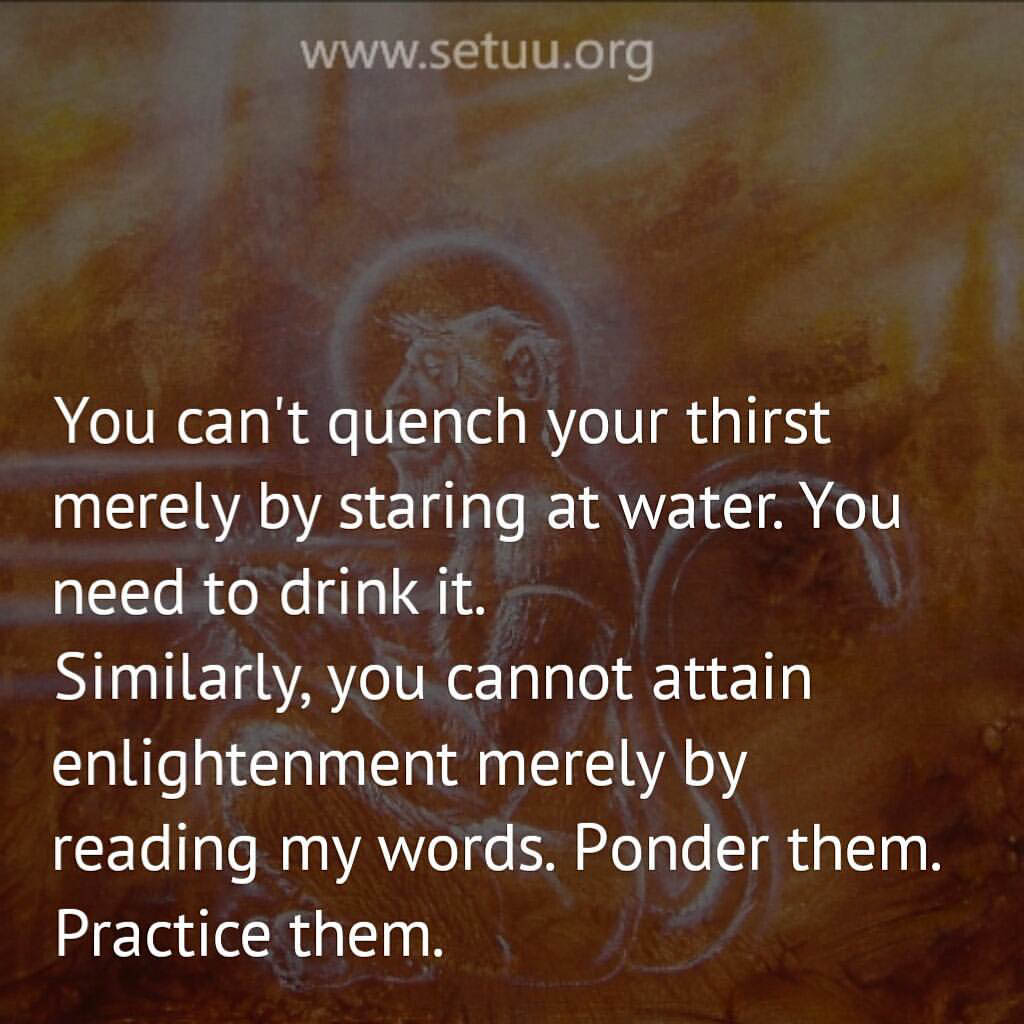 www.setuu.org
You can't quench your thirst
merely by staring at water. You
need to drink it.
Similarly, you cannot attain
enlightenment merely by
reading my words. Ponder them.
Practice them.